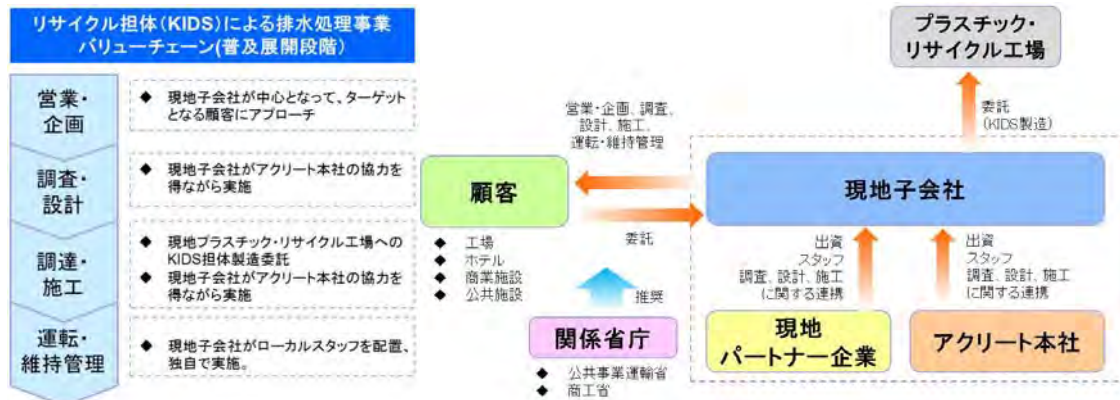 リサイクル担体(KIDS)による排水処理事業
バリューチェーン(普及展開段階)
営業・
企画
◆ 現地子会社が中心となって、ターゲット
となる顧客にアプローチ
調査・
設計
◆ 現地子会社がアクリート本社の協力を
得ながら実施
調達・
施工
◆ 現地プラスチック・リサイクル工場への
KIDS担体製造委託
◆ 現地子会社がアクリート本社の協力を
得ながら実施
運転・
維持管理
◆ 現地子会社がローカルスタッフを配置、
独自で実施。
プラスチック・
リサイクル工場
委託
(KIDS製造)
営業・企画、調査、
設計、施工、
運転・維持管理
顧客
現地子会社
委託
◆ 工場
◆ ホテル
◆ 商業施設
◆ 公共施設
出資
スタッフ
調査、設計、施工
に関する連携
出資
スタッフ
調査、設計、施工
に関する連携
推奨
関係省庁
◆ 公共事業運輸省
◆ 商工省
現地
パートナー企業
アクリート本社